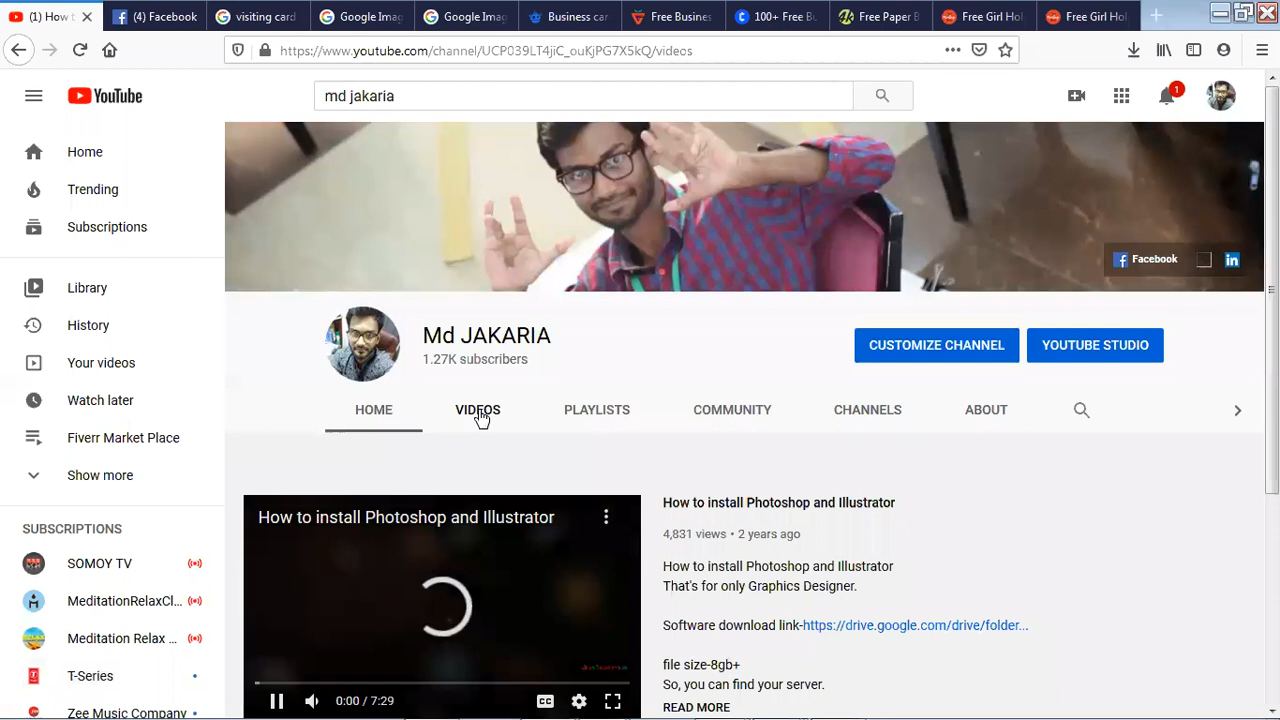 (1) How t
(4) Facebook
visiting card
Google Imag
Google Imag
Business car
Free Busines
100+ Free Bu
Free Paper B
Free Girl Hol
Free Girl Hol
https://www.youtube.com/channel/UCP039LT4jiC_ouKjPG7X5kQ/videos
YouTube
md jakaria
1
Home
Trending
Subscriptions
Library
History
Your videos
Watch later
Fiverr Market Place
Show more
SUBSCRIPTIONS
SOMOY TV
MeditationRelaxCl...
Meditation Relax ...
T-Series
Zee Music Company
Facebook
in
Md JAKARIA
1.27K subscribers
CUSTOMIZE CHANNEL
YOUTUBE STUDIO
HOME
VIDEOS
PLAYLISTS
COMMUNITY
CHANNELS
ABOUT
How to install Photoshop and Illustrator
0:00 / 7:29
CC
How to install Photoshop and Illustrator
4,831 views • 2 years ago
How to install Photoshop and Illustrator
That's for only Graphics Designer.
Software download link-https://drive.google.com/drive/folder...
file size-8gb+
So, you can find your server.
READ MORE